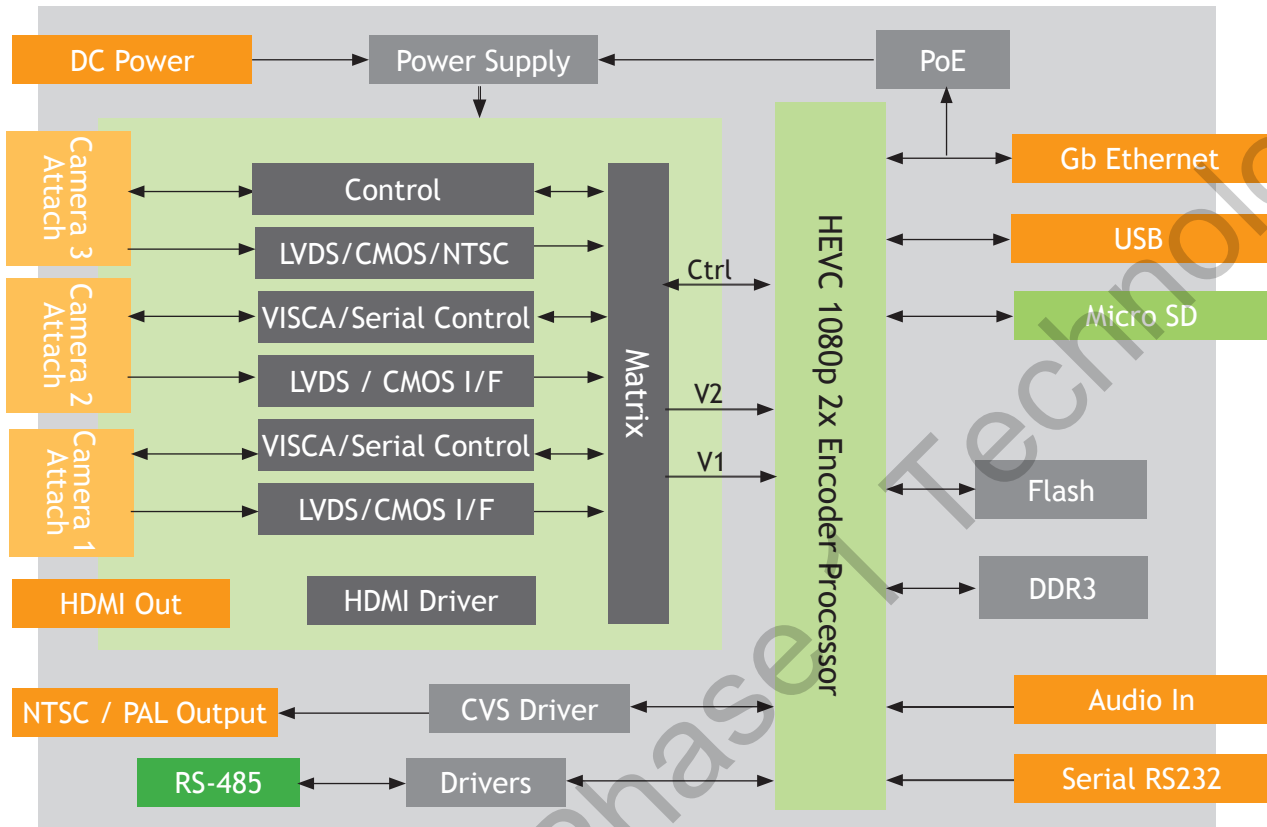 DC Power
Power Supply
PoE
Camera 3
Attach
Control
Gb Ethernet
LVDS/CMOS/NTSC
USB
Ctrl
Camera 2
Attach
VISCA/Serial Control
Micro SD
LVDS / CMOS I/F
Matrix
V2
HEVC 1080p 2x Encoder Processor
Camera 1
Attach
VISCA/Serial Control
V1
LVDS/CMOS I/F
Flash
HDMI Out
HDMI Driver
DDR3
NTSC / PAL Output
CVS Driver
Audio In
RS-485
Drivers
Serial RS232
Phase 1 Technolo